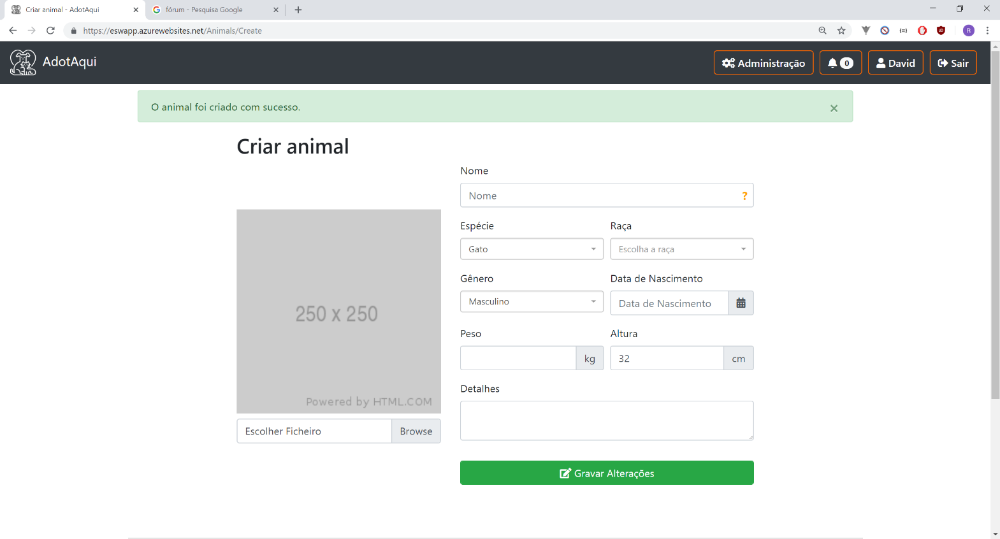 Criar animal - AdotAqui
fórum - Pesquisa Google
https://eswapp.azurewebsites.net/Animals/Create
R
AdotAqui
Administração
0
David
Sair
O animal foi criado com sucesso.
Criar animal
Nome
Nome
?
Espécie
Raça
Gato
Escolha a raça
Gênero
Data de Nascimento
Masculino
Data de Nascimento
Peso
Altura
kg
32
cm
Detalhes
250 x 250
Powered by HTML.COM
Escolher Ficheiro
Browse
Gravar Alterações